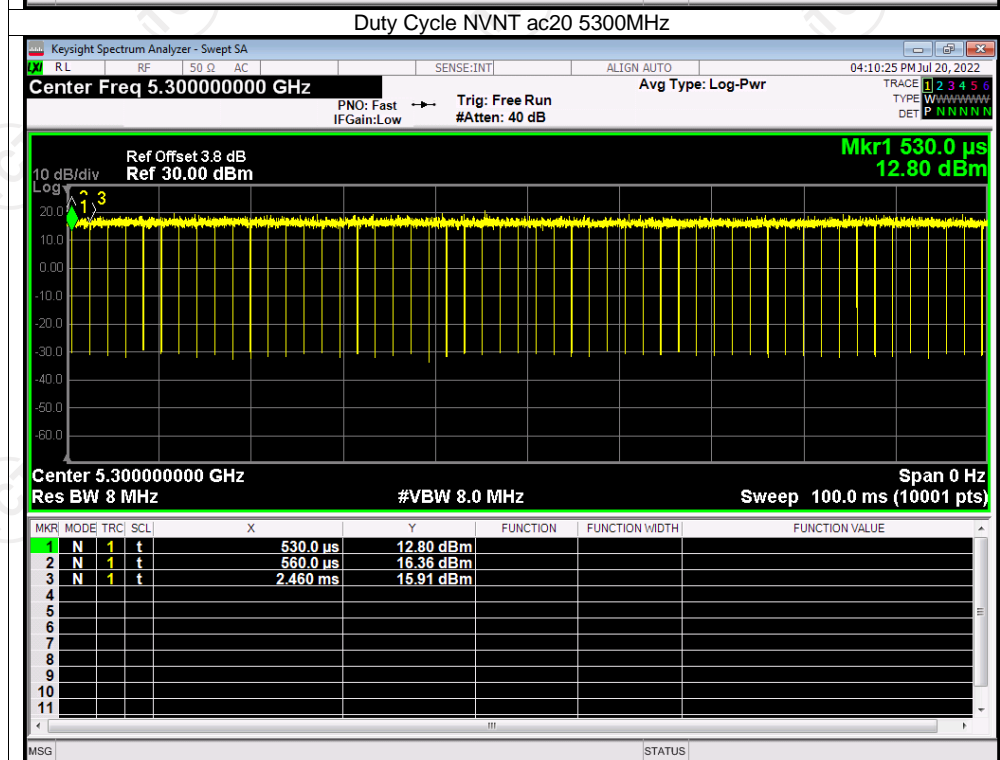 Duty Cycle NVNT ac20 5300MHz
Keysight Spectrum Analyzer - Swept SA
LXI RL RF 50 Ω AC SENSE:INT ALIGN AUTO 04:10:25 PM Jul 20, 2022
Center Freq 5.300000000 GHz
PNO: Fast
IFGain:Low
Trig: Free Run
#Atten: 40 dB
Avg Type: Log-Pwr
TRACE 1 2 3 4 5 6
TYPE WWWWWW
DET P N N N N N
Mkr1 530.0 µs
12.80 dBm
Ref Offset 3.8 dB
10 dB/div Ref 30.00 dBm
Log
1 2 3
20.0
10.0
0.00
-10.0
-20.0
-30.0
-40.0
-50.0
-60.0
Center 5.300000000 GHz Span 0 Hz
Res BW 8 MHz #VBW 8.0 MHz Sweep 100.0 ms (10001 pts)
MKR MODE TRC SCL X Y FUNCTION FUNCTION WIDTH FUNCTION VALUE
1 N 1 t 530.0 µs 12.80 dBm
2 N 1 t 560.0 µs 16.36 dBm
3 N 1 t 2.460 ms 15.91 dBm
4
5
6
7
8
9
10
11
MSG STATUS